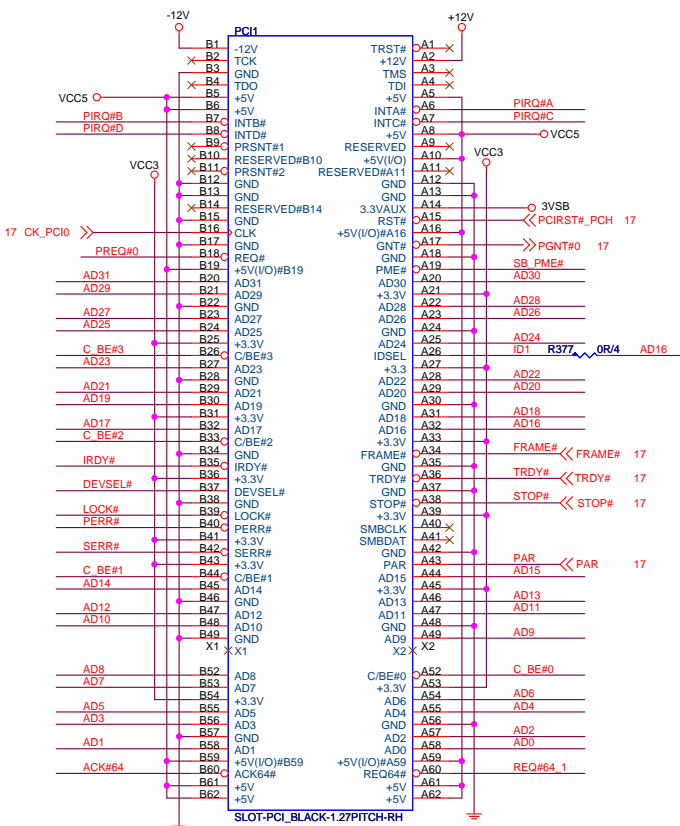 -12V +12V
PCI1
B1 -12V TRST# A1
B2 TCK +12V A2
B3 GND TMS A3
B4 TDO TDI A4
VCC5 B5 +5V +5V A5
B6 +5V INTA# A6 PIRQ#A
PIRQ#B B7 INTB# INTC# A7 PIRQ#C
PIRQ#D B8 INTD# +5V A8 VCC5
B9 PRSNT#1 RESERVED A9
B10 RESERVED#B10 +5V(I/O) A10 VCC3
VCC3 B11 PRSNT#2 RESERVED#A11 A11
B12 GND GND A12
B13 GND GND A13
B14 RESERVED#B14 3.3VAUX A14 3VSB
B15 GND RST# A15 PCIRST#_PCH 17
17 CK_PCI0 B16 CLK +5V(I/O)#A16 A16
B17 GND GNT# A17 PGNT#0 17
PREQ#0 B18 REQ# GND A18
B19 +5V(I/O)#B19 PME# A19 SB_PME#
AD31 B20 AD31 AD30 A20 AD30
AD29 B21 AD29 +3.3V A21
B22 GND AD28 A22 AD28
AD27 B23 AD27 AD26 A23 AD26
AD25 B24 AD25 GND A24
B25 +3.3V AD24 A25 AD24
C_BE#3 B26 C/BE#3 IDSEL A26 ID1 R377 0R/4 AD16
AD23 B27 AD23 +3.3 A27
B28 GND AD22 A28 AD22
AD21 B29 AD21 AD20 A29 AD20
AD19 B30 AD19 GND A30
B31 +3.3V AD18 A31 AD18
AD17 B32 AD17 AD16 A32 AD16
C_BE#2 B33 C/BE#2 +3.3V A33
B34 GND FRAME# A34 FRAME# FRAME# 17
IRDY# B35 IRDY# GND A35
B36 +3.3V TRDY# A36 TRDY# TRDY# 17
DEVSEL# B37 DEVSEL# GND A37
B38 GND STOP# A38 STOP# STOP# 17
LOCK# B39 LOCK# +3.3V A39
PERR# B40 PERR# SMBCLK A40
B41 +3.3V SMBDAT A41
SERR# B42 SERR# GND A42
B43 +3.3V PAR A43 PAR PAR 17
C_BE#1 B44 C/BE#1 AD15 A44 AD15
AD14 B45 AD14 +3.3V A45
B46 GND AD13 A46 AD13
AD12 B47 AD12 AD11 A47 AD11
AD10 B48 AD10 GND A48
B49 GND AD9 A49 AD9
X1 X1 X2 X2
AD8 B52 AD8 C/BE#0 A52 C_BE#0
AD7 B53 AD7 +3.3V A53
B54 +3.3V AD6 A54 AD6
AD5 B55 AD5 AD4 A55 AD4
AD3 B56 AD3 GND A56
B57 GND AD2 A57 AD2
AD1 B58 AD1 AD0 A58 AD0
B59 +5V(I/O)#B59 +5V(I/O)#A59 A59
ACK#64 B60 ACK64# REQ64# A60 REQ#64_1
B61 +5V +5V A61
B62 +5V +5V A62
SLOT-PCI_BLACK-1.27PITCH-RH